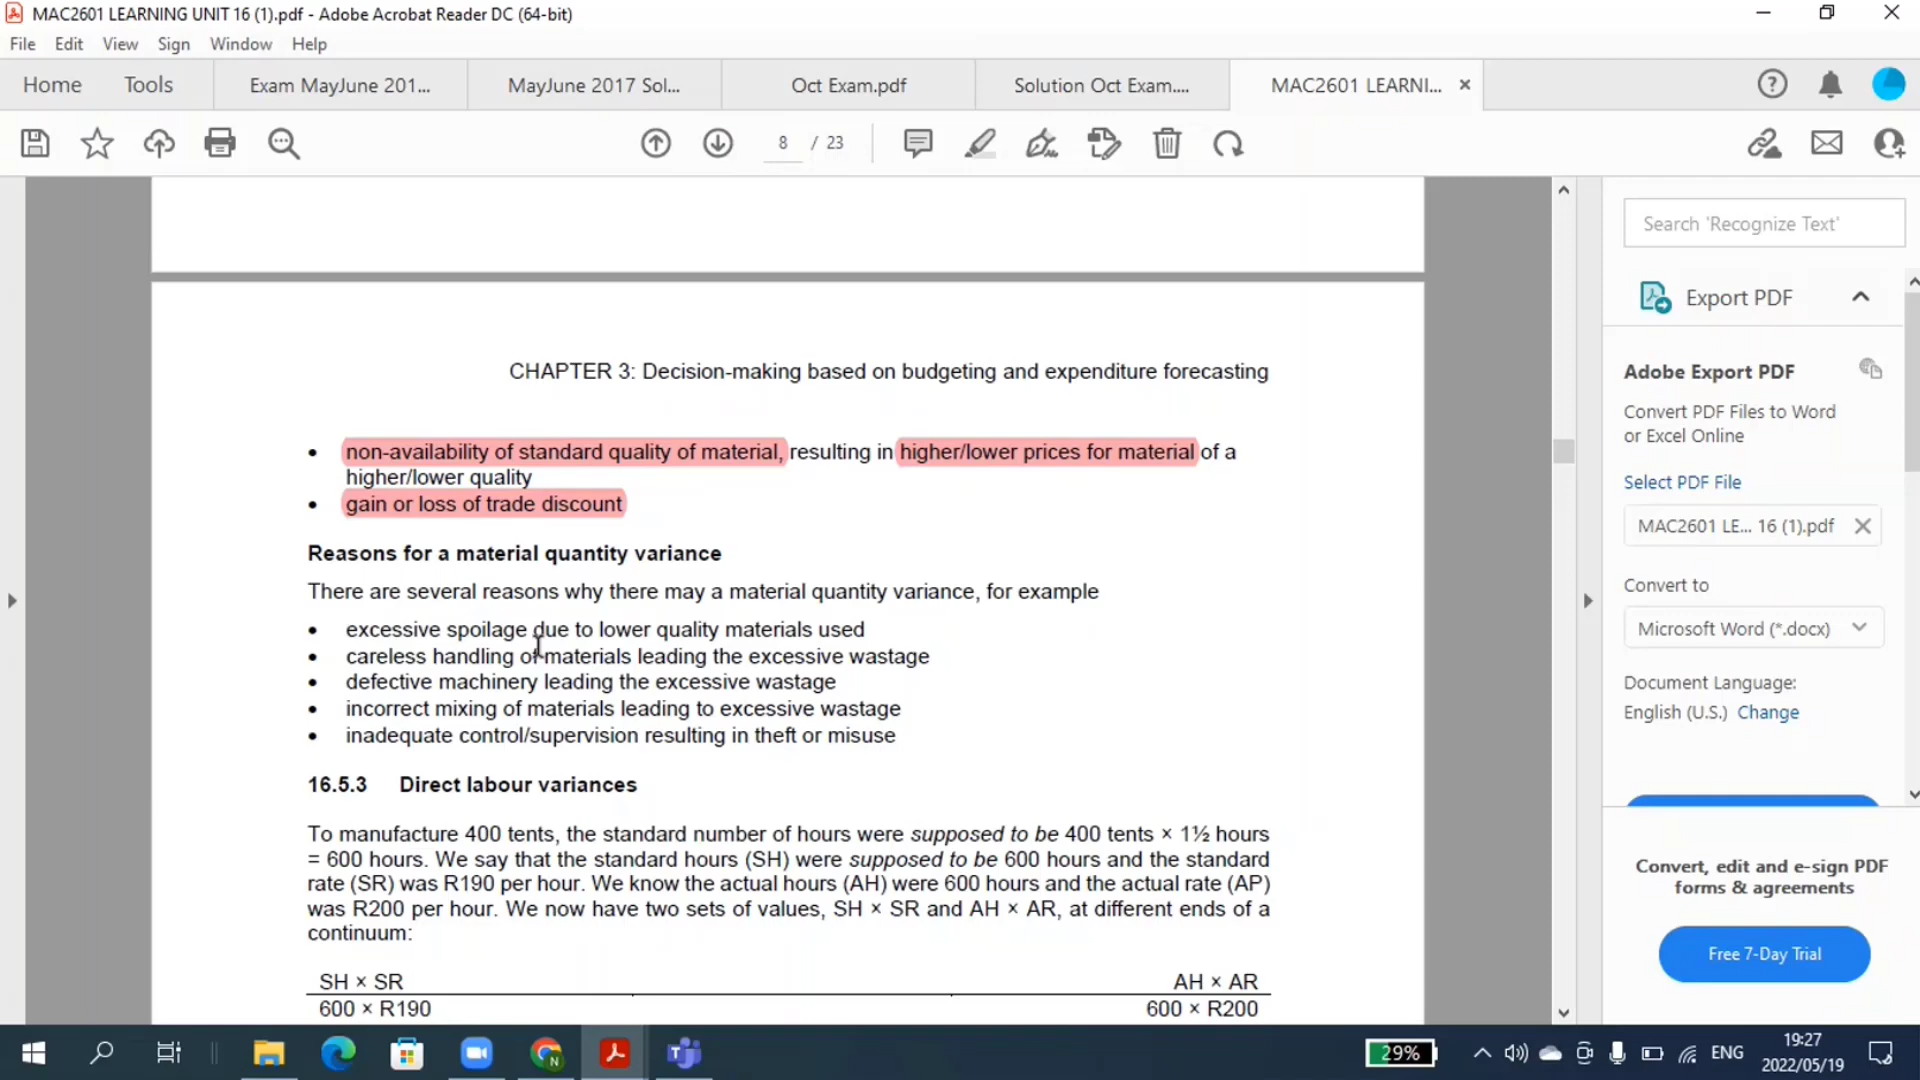 MAC2601 LEARNING UNIT 16 (1).pdf - Adobe Acrobat Reader DC (64-bit)
File Edit View Sign Window Help
Home Tools Exam MayJune 201... MayJune 2017 Sol... Oct Exam.pdf Solution Oct Exam.... MAC2601 LEARNI...
8 / 23
Search 'Recognize Text'
Export PDF
Adobe Export PDF
Convert PDF Files to Word
or Excel Online
Select PDF File
MAC2601 LE... 16 (1).pdf
Convert to
Microsoft Word (*.docx)
Document Language:
English (U.S.) Change
Convert, edit and e-sign PDF
forms & agreements
Free 7-Day Trial
CHAPTER 3: Decision-making based on budgeting and expenditure forecasting
• non-availability of standard quality of material, resulting in higher/lower prices for material of a
higher/lower quality
• gain or loss of trade discount
Reasons for a material quantity variance
There are several reasons why there may a material quantity variance, for example
• excessive spoilage due to lower quality materials used
• careless handling of materials leading the excessive wastage
• defective machinery leading the excessive wastage
• incorrect mixing of materials leading to excessive wastage
• inadequate control/supervision resulting in theft or misuse
16.5.3 Direct labour variances
To manufacture 400 tents, the standard number of hours were supposed to be 400 tents × 1½ hours
= 600 hours. We say that the standard hours (SH) were supposed to be 600 hours and the standard
rate (SR) was R190 per hour. We know the actual hours (AH) were 600 hours and the actual rate (AP)
was R200 per hour. We now have two sets of values, SH × SR and AH × AR, at different ends of a
continuum:
SH × SR AH × AR
600 × R190 600 × R200
29% ENG 19:27
2022/05/19